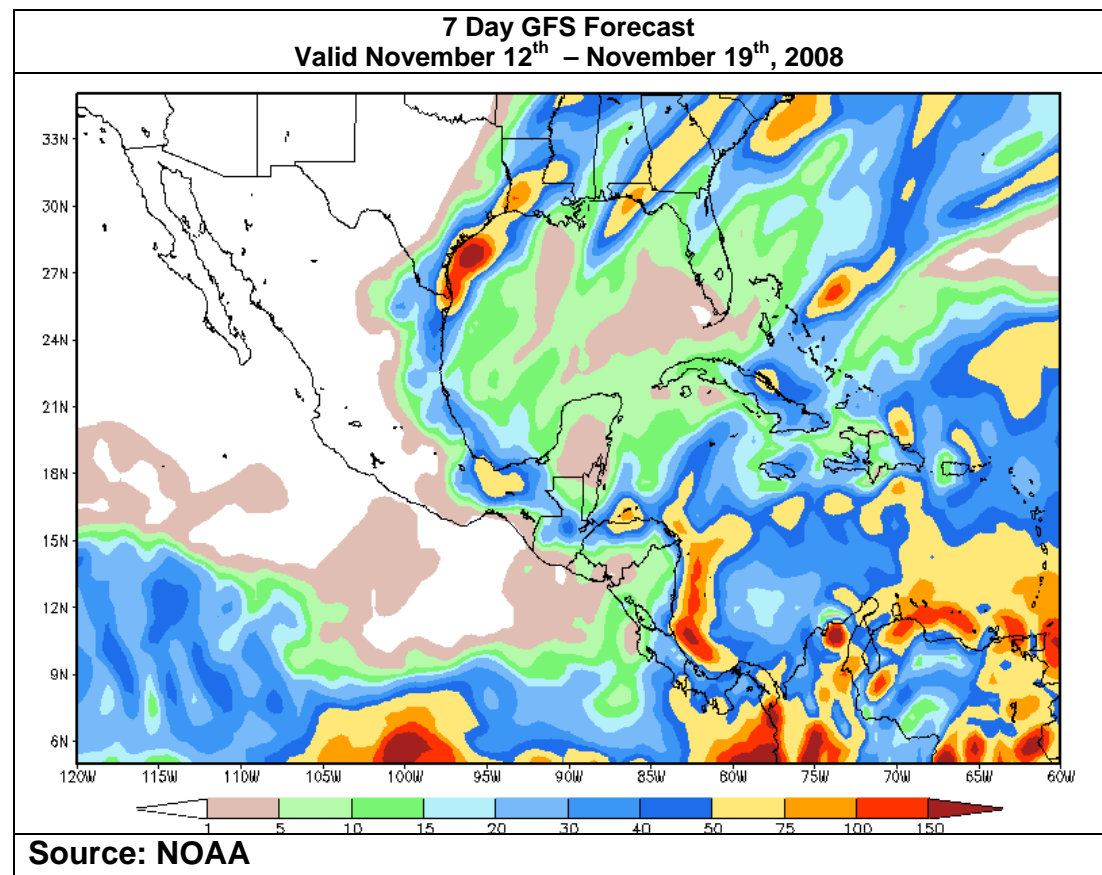 7 Day GFS Forecast
Valid November 12th – November 19th, 2008
33N
30N
27N
24N
21N
18N
15N
12N
9N
6N
120W 115W 110W 105W 100W 95W 90W 85W 80W 75W 70W 65W 60W
1 5 10 15 20 30 40 50 75 100 150
Source: NOAA